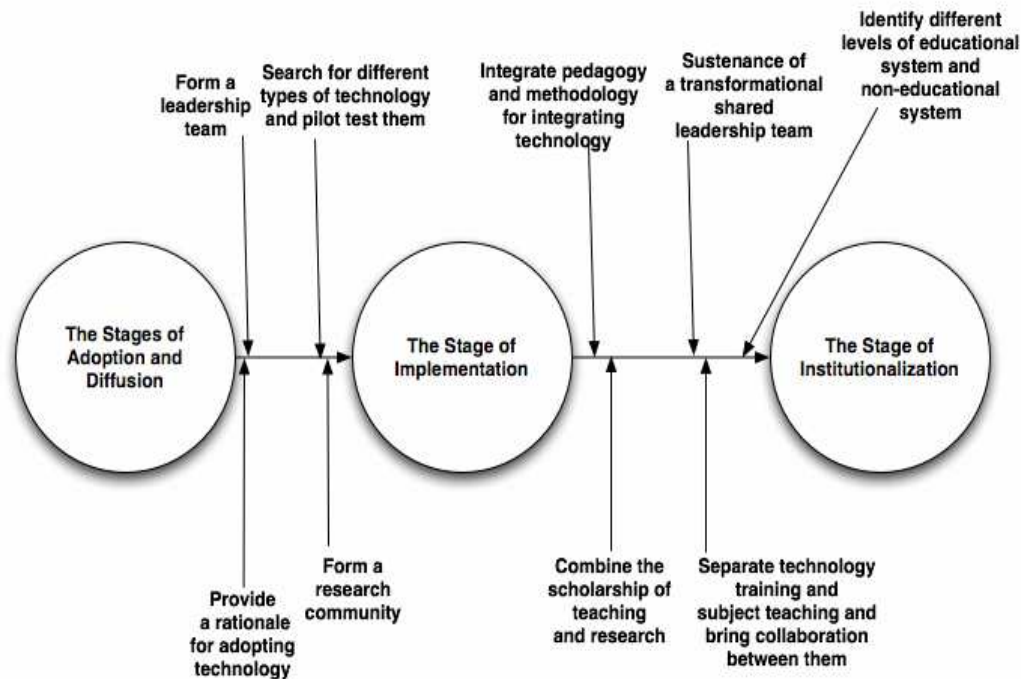 Form a
leadership
team
Search for different
types of technology
and pilot test them
Integrate pedagogy
and methodology
for integrating
technology
Sustenance of
a transformational
shared
leadership team
Identify different
levels of educational
system and
non-educational
system
The Stages of
Adoption and
Diffusion
The Stage of
Implementation
The Stage of
Institutionalization
Provide
a rationale
for adopting
technology
Form a
research
community
Combine the
scholarship of
teaching
and research
Separate technology
training and
subject teaching and
bring collaboration
between them